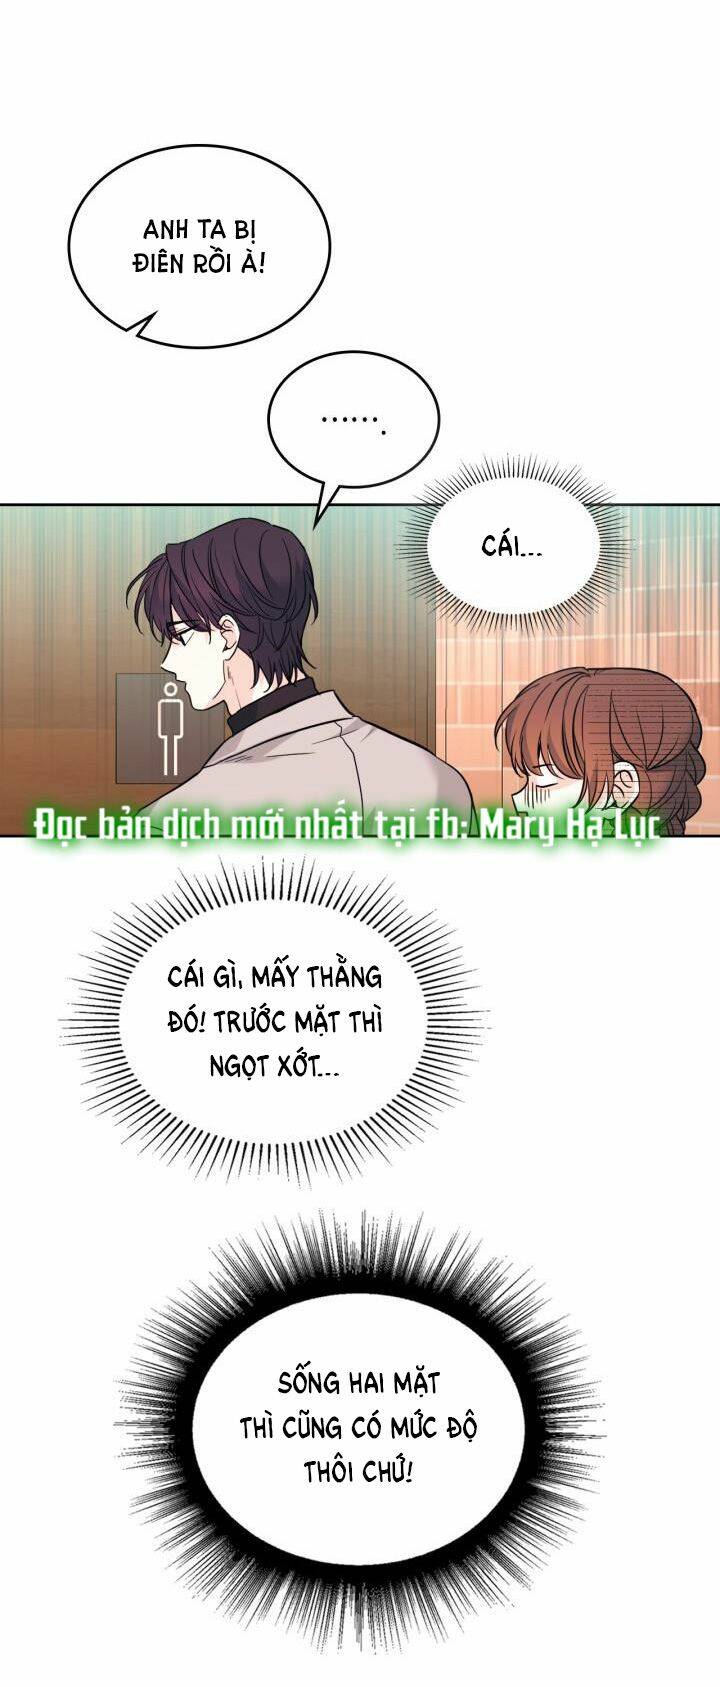 ANH TA BỊ
ĐIÊN RỒI À!
.......
CÁI...
Đọc bản dịch mới nhất tại fb: Mary Hạ Lục
CÁI GÌ, MẤY THẰNG
ĐÓ! TRƯỚC MẶT THÌ
NGỌT XỚT...
SỐNG HAI MẶT
THÌ CŨNG CÓ MỨC ĐỘ
THÔI CHỨ!